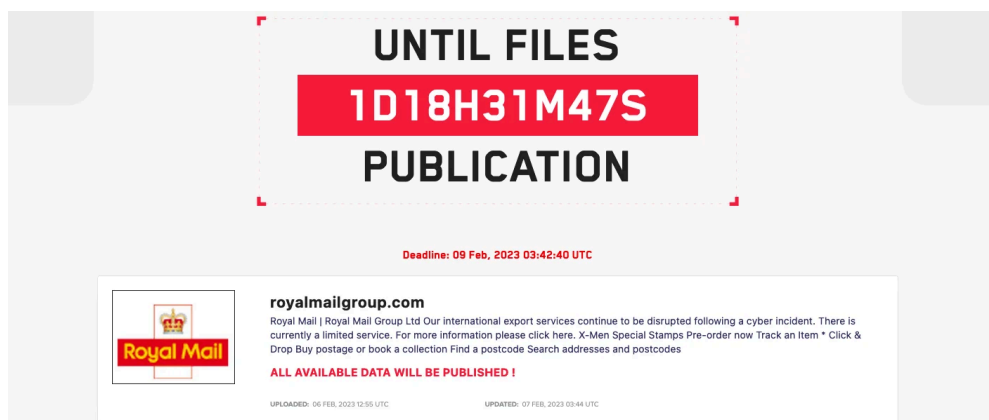 UNTIL FILES
1D18H31M47S
PUBLICATION
Deadline: 09 Feb, 2023 03:42:40 UTC
royalmailgroup.com
Royal Mail | Royal Mail Group Ltd Our international export services continue to be disrupted following a cyber incident. There is
currently a limited service. For more information please click here. X-Men Special Stamps Pre-order now Track an Item * Click &
Drop Buy postage or book a collection Find a postcode Search addresses and postcodes
Royal Mail
ALL AVAILABLE DATA WILL BE PUBLISHED !
UPLOADED: 06 FEB, 2023 12:55 UTC
UPDATED: 07 FEB, 2023 03:44 UTC